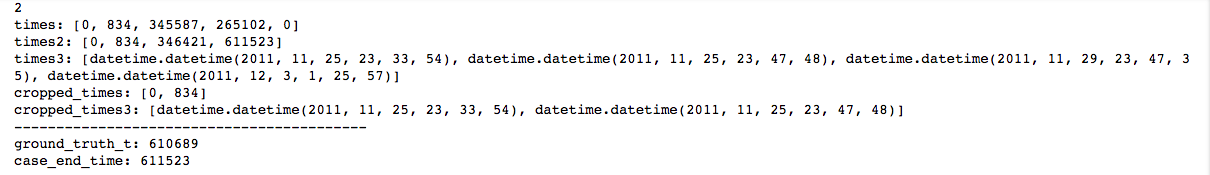 2
times: [0, 834, 345587, 265102, 0]
times2: [0, 834, 346421, 611523]
times3: [datetime.datetime(2011, 11, 25, 23, 33, 54), datetime.datetime(2011, 11, 25, 23, 47, 48), datetime.datetime(2011, 11, 29, 23, 47, 3
5), datetime.datetime(2011, 12, 3, 1, 25, 57)]
cropped_times: [0, 834]
cropped_times3: [datetime.datetime(2011, 11, 25, 23, 33, 54), datetime.datetime(2011, 11, 25, 23, 47, 48)]
------------------------------------------
ground_truth_t: 610689
case_end_time: 611523